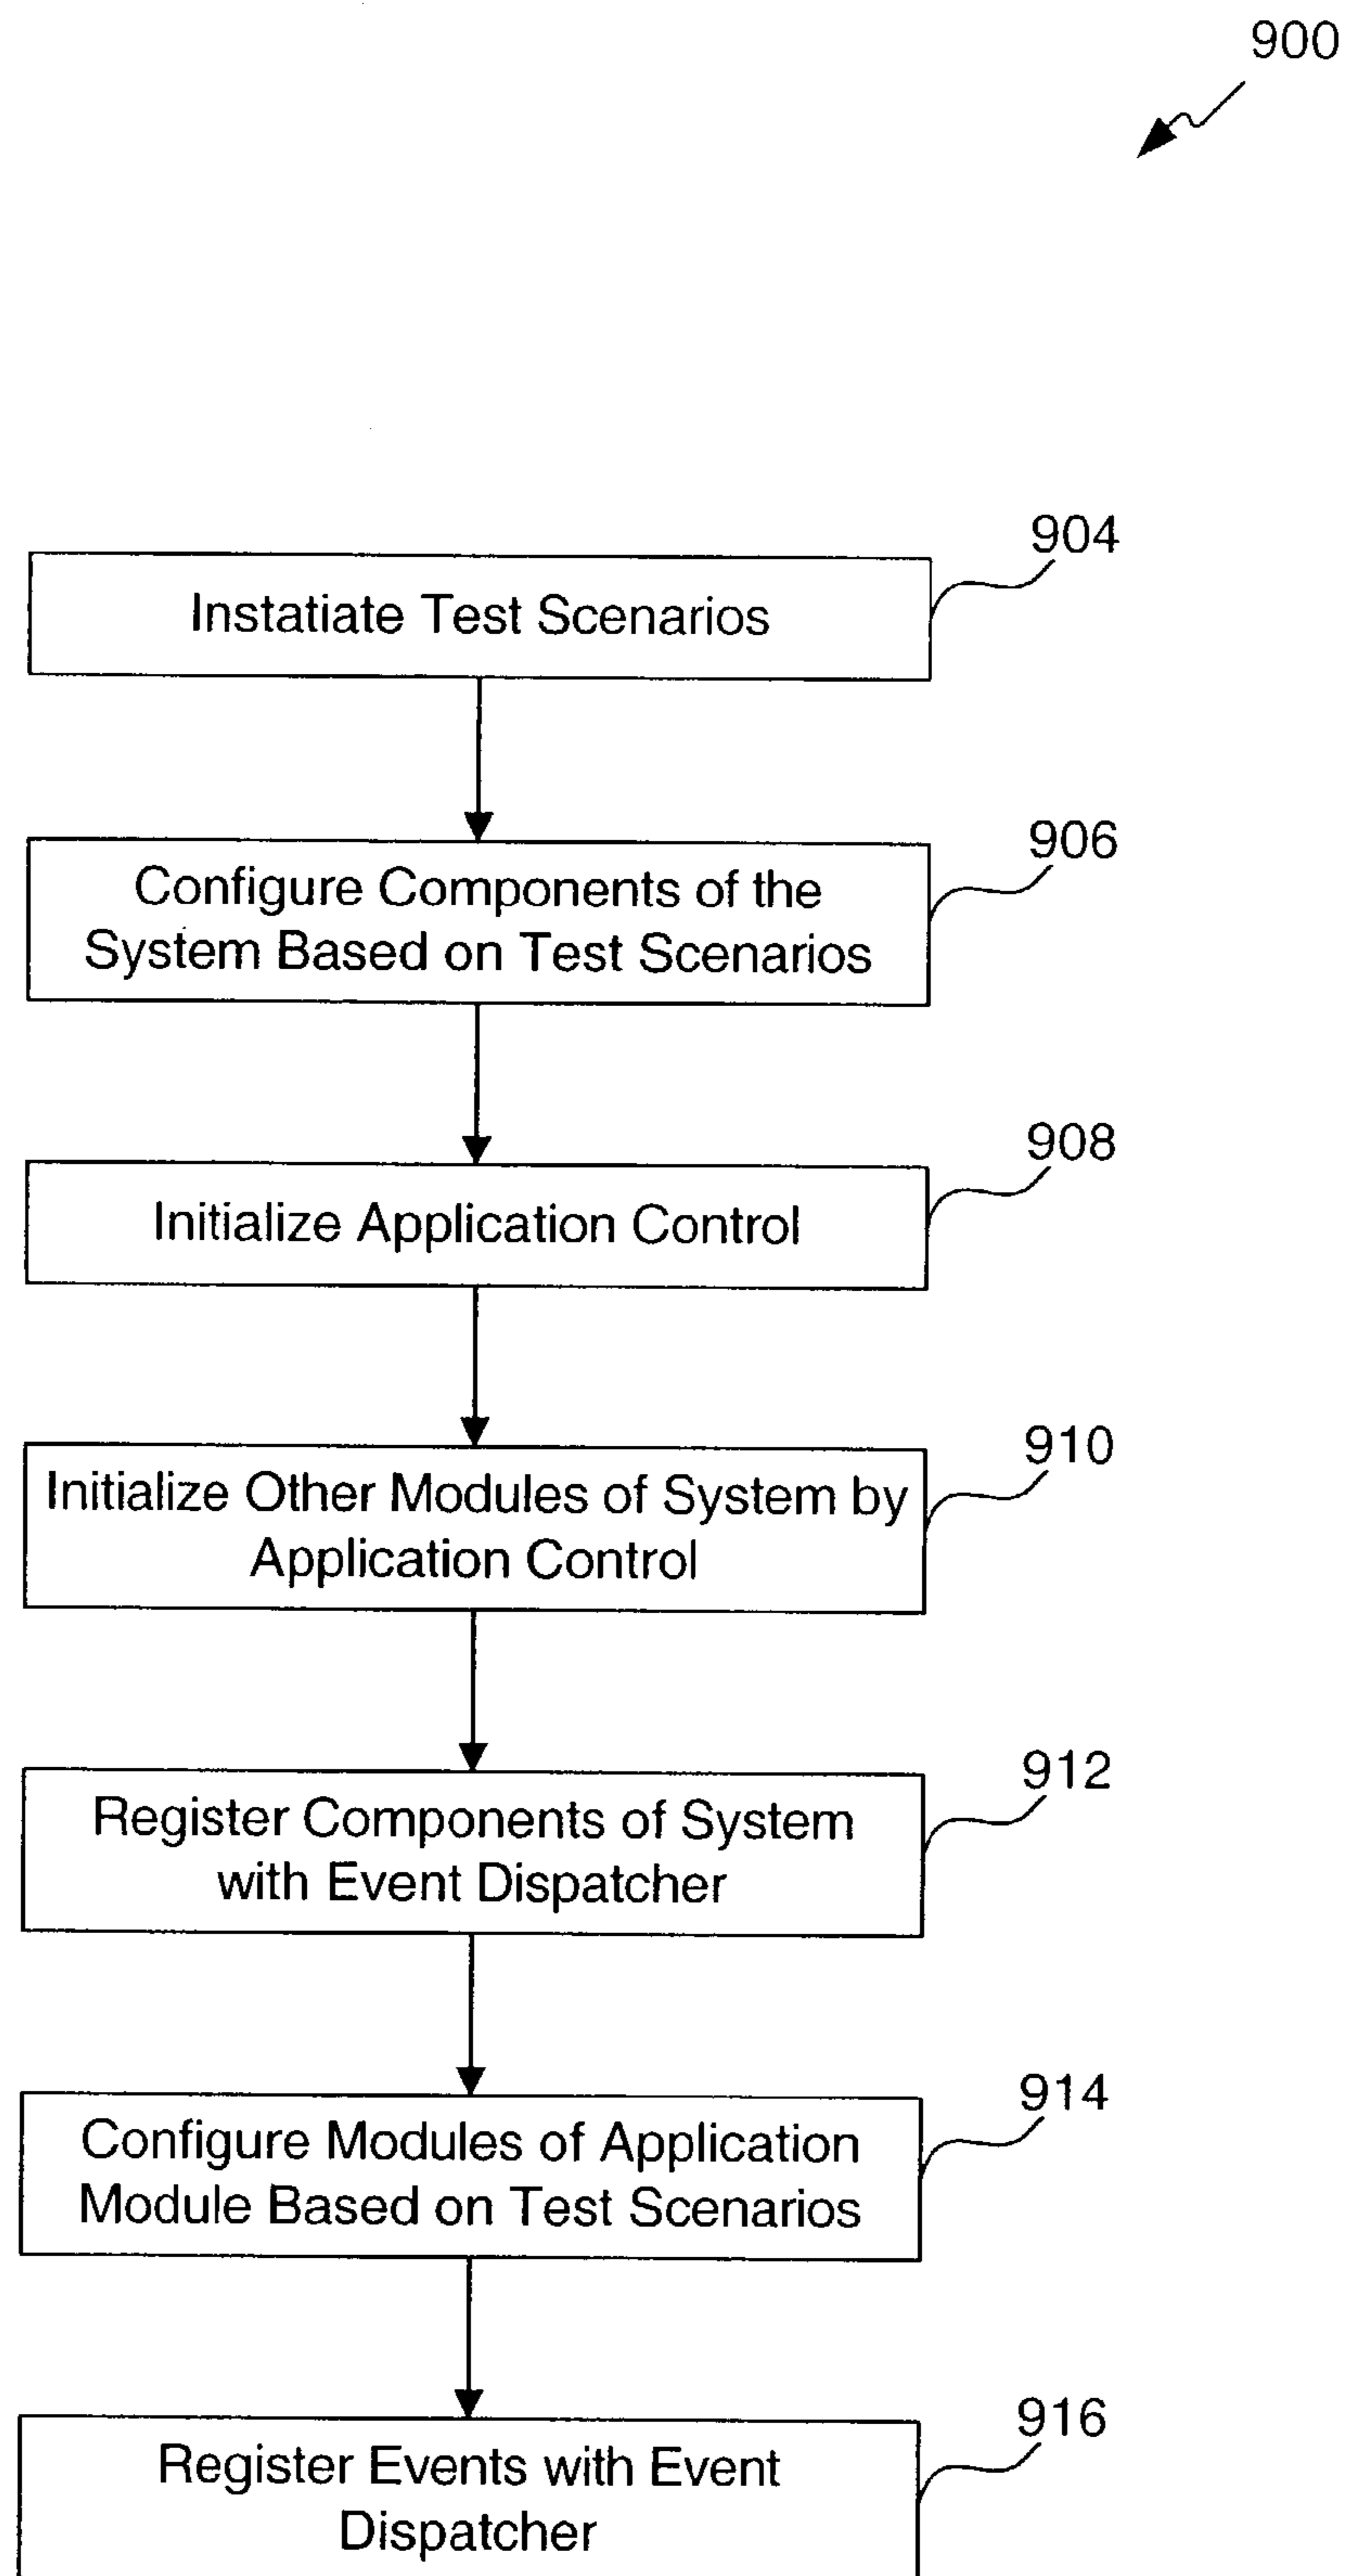 900
904
Instatiate Test Scenarios
906
Configure Components of the
System Based on Test Scenarios
908
Initialize Application Control
910
Initialize Other Modules of System by
Application Control
912
Register Components of System
with Event Dispatcher
914
Configure Modules of Application
Module Based on Test Scenarios
916
Register Events with Event
Dispatcher